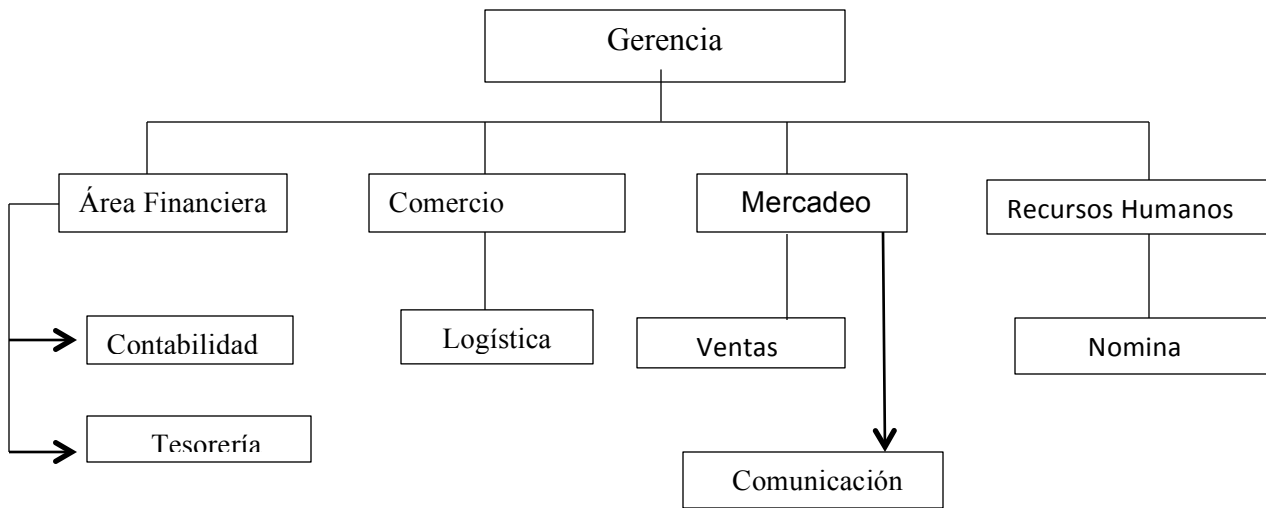 Gerencia
Área Financiera
Comercio
Mercadeo
Recursos Humanos
Contabilidad
Logística
Ventas
Nomina
Tesorería
Comunicación